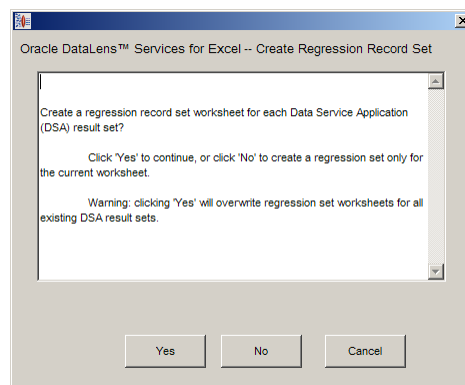 Oracle DataLens™ Services for Excel -- Create Regression Record Set
Create a regression record set worksheet for each Data Service Application
(DSA) result set?
Click 'Yes' to continue, or click 'No' to create a regression set only for
the current worksheet.
Warning: clicking 'Yes' will overwrite regression set worksheets for all
existing DSA result sets.
Yes
No
Cancel